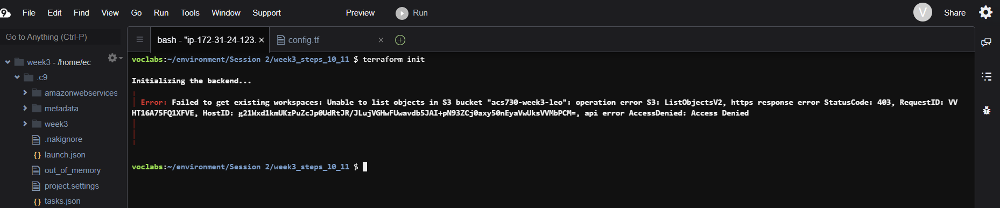 9 File Edit Find View Go Run Tools Window Support Preview Run V Share
Go to Anything (Ctrl-P)
bash - "ip-172-31-24-123. × config.tf ×
week3 - /home/ec
.c9
amazonwebservices
metadata
week3
.nakignore
{} launch.json
out_of_memory
project.settings
{} tasks.json
voclabs:~/environment/Session 2/week3_steps_10_11 $ terraform init
Initializing the backend...
Error: Failed to get existing workspaces: Unable to list objects in S3 bucket "acs730-week3-leo": operation error S3: ListObjectsV2, https response error StatusCode: 403, RequestID: VV
HT16A75FQ1XFVE, HostID: g21Wxd1kmUKzPuZcJp0UdRtJR/JLujVGHwFUwavdb5JAI+pN93ZCj0axy50nEyaVwUksVVMbPCM=, api error AccessDenied: Access Denied
voclabs:~/environment/Session 2/week3_steps_10_11 $